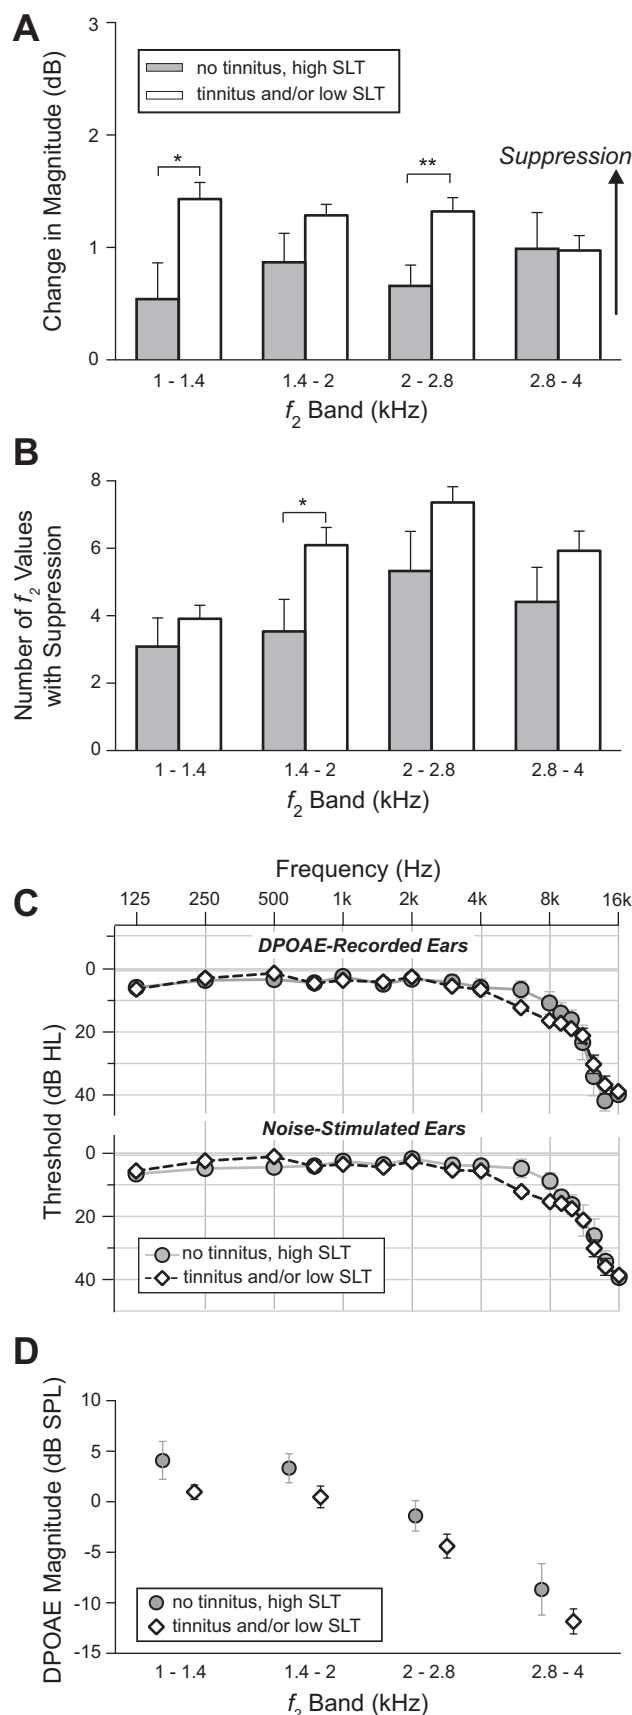 A
3
2
1
0
Change in Magnitude (dB)
no tinnitus, high SLT
tinnitus and/or low SLT
*
**
Suppression
1 - 1.4
1.4 - 2
2 - 2.8
2.8 - 4
f2 Band (kHz)
B
8
6
4
2
0
Number of f2 Values
with Suppression
*
1 - 1.4
1.4 - 2
2 - 2.8
2.8 - 4
f2 Band (kHz)
C
Frequency (Hz)
125 250 500 1k 2k 4k 8k 16k
DPOAE-Recorded Ears
0
20
40
Threshold (dB HL)
Noise-Stimulated Ears
0
20
40
no tinnitus, high SLT
tinnitus and/or low SLT
D
10
5
0
-5
-10
-15
DPOAE Magnitude (dB SPL)
no tinnitus, high SLT
tinnitus and/or low SLT
1 - 1.4
1.4 - 2
2 - 2.8
2.8 - 4
f2 Band (kHz)